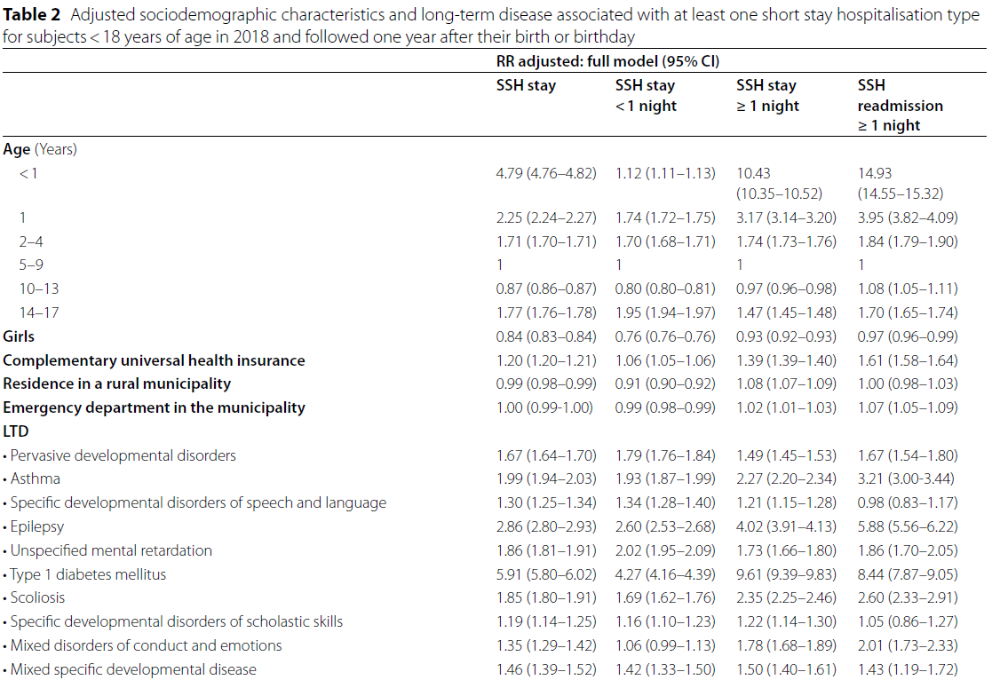 Table 2 Adjusted sociodemographic characteristics and long-term disease associated with at least one short stay hospitalisation type
for subjects < 18 years of age in 2018 and followed one year after their birth or birthday
RR adjusted: full model (95% CI)
SSH stay SSH stay SSH stay SSH
< 1 night ≥ 1 night readmission
≥ 1 night
Age (Years)
< 1 4.79 (4.76–4.82) 1.12 (1.11–1.13) 10.43 14.93
(10.35–10.52) (14.55–15.32)
1 2.25 (2.24–2.27) 1.74 (1.72–1.75) 3.17 (3.14–3.20) 3.95 (3.82–4.09)
2–4 1.71 (1.70–1.71) 1.70 (1.68–1.71) 1.74 (1.73–1.76) 1.84 (1.79–1.90)
5–9 1 1 1 1
10–13 0.87 (0.86–0.87) 0.80 (0.80–0.81) 0.97 (0.96–0.98) 1.08 (1.05–1.11)
14–17 1.77 (1.76–1.78) 1.95 (1.94–1.97) 1.47 (1.45–1.48) 1.70 (1.65–1.74)
Girls 0.84 (0.83–0.84) 0.76 (0.76–0.76) 0.93 (0.92–0.93) 0.97 (0.96–0.99)
Complementary universal health insurance 1.20 (1.20–1.21) 1.06 (1.05–1.06) 1.39 (1.39–1.40) 1.61 (1.58–1.64)
Residence in a rural municipality 0.99 (0.98–0.99) 0.91 (0.90–0.92) 1.08 (1.07–1.09) 1.00 (0.98–1.03)
Emergency department in the municipality 1.00 (0.99-1.00) 0.99 (0.98–0.99) 1.02 (1.01–1.03) 1.07 (1.05–1.09)
LTD
• Pervasive developmental disorders 1.67 (1.64–1.70) 1.79 (1.76–1.84) 1.49 (1.45–1.53) 1.67 (1.54–1.80)
• Asthma 1.99 (1.94–2.03) 1.93 (1.87–1.99) 2.27 (2.20–2.34) 3.21 (3.00-3.44)
• Specific developmental disorders of speech and language 1.30 (1.25–1.34) 1.34 (1.28–1.40) 1.21 (1.15–1.28) 0.98 (0.83–1.17)
• Epilepsy 2.86 (2.80–2.93) 2.60 (2.53–2.68) 4.02 (3.91–4.13) 5.88 (5.56–6.22)
• Unspecified mental retardation 1.86 (1.81–1.91) 2.02 (1.95–2.09) 1.73 (1.66–1.80) 1.86 (1.70–2.05)
• Type 1 diabetes mellitus 5.91 (5.80–6.02) 4.27 (4.16–4.39) 9.61 (9.39–9.83) 8.44 (7.87–9.05)
• Scoliosis 1.85 (1.80–1.91) 1.69 (1.62–1.76) 2.35 (2.25–2.46) 2.60 (2.33–2.91)
• Specific developmental disorders of scholastic skills 1.19 (1.14–1.25) 1.16 (1.10–1.23) 1.22 (1.14–1.30) 1.05 (0.86–1.27)
• Mixed disorders of conduct and emotions 1.35 (1.29–1.42) 1.06 (0.99–1.13) 1.78 (1.68–1.89) 2.01 (1.73–2.33)
• Mixed specific developmental disease 1.46 (1.39–1.52) 1.42 (1.33–1.50) 1.50 (1.40–1.61) 1.43 (1.19–1.72)